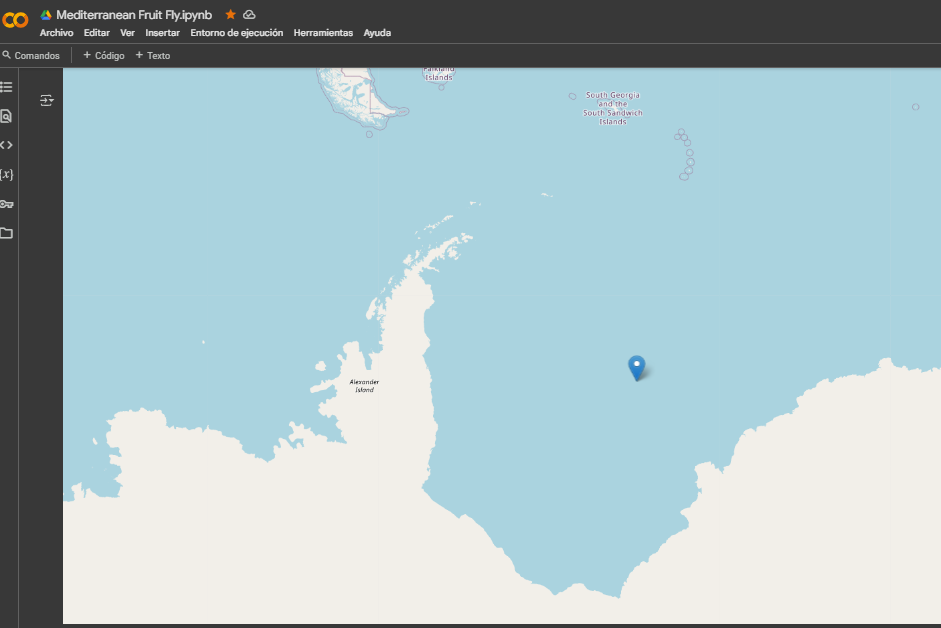 Mediterranean Fruit Fly.ipynb
Archivo Editar Ver Insertar Entorno de ejecución Herramientas Ayuda
Comandos + Código + Texto
Falkland
Islands
South Georgia
and the
South Sandwich
Islands
{x}
Alexander
Island